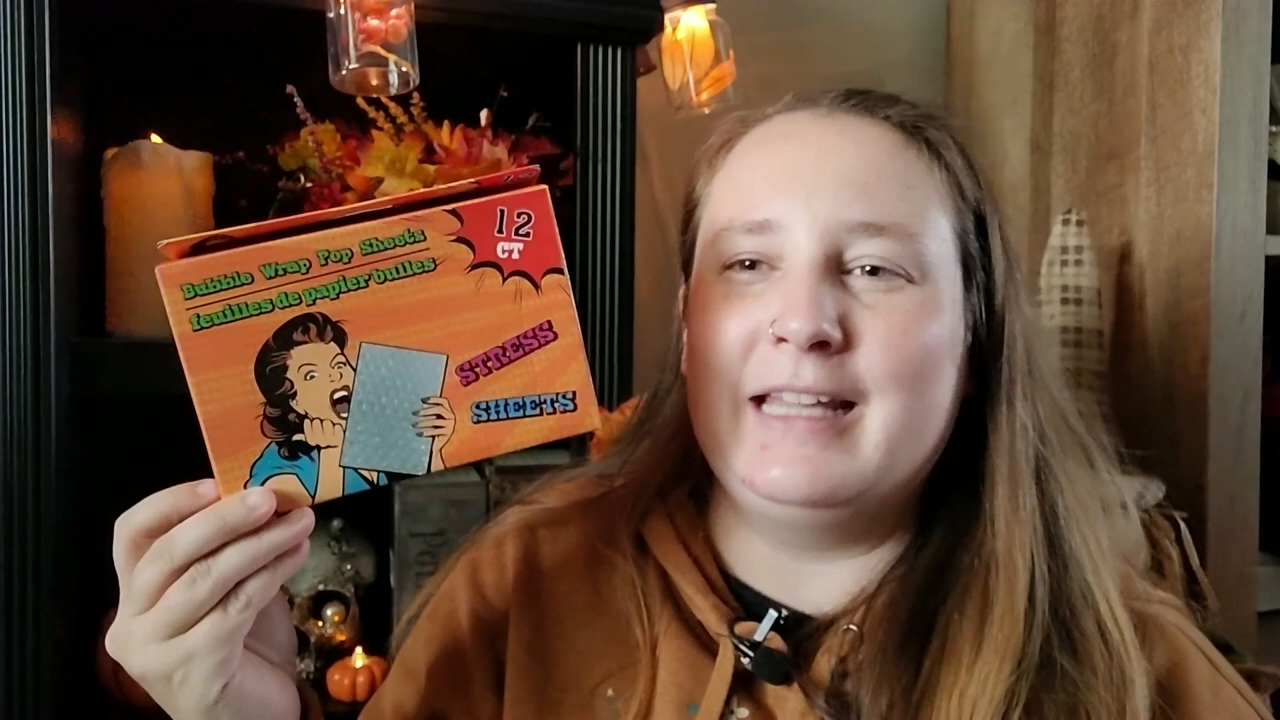 12
CT
Bubble Wrap Pop Sheets
feuilles de papier bulles
STRESS
SHEETS